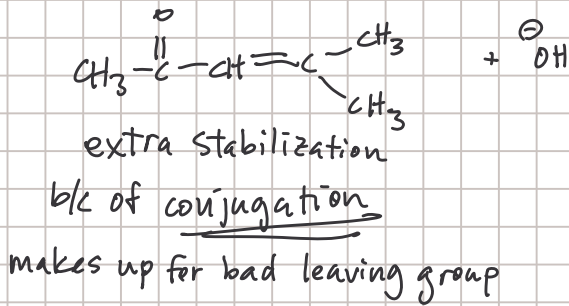 O
CH3-C-CH=C-CH3 + ⊖OH
CH3
extra stabilization
b/c of conjugation
makes up for bad leaving group